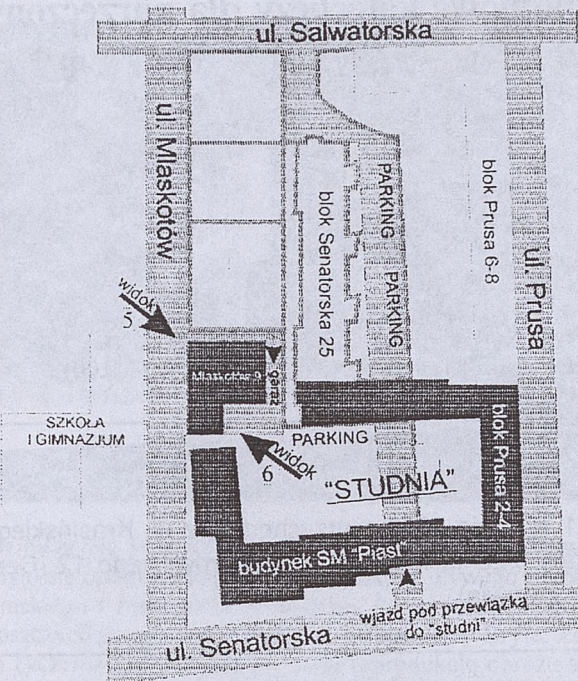 ul. Salwatorska
ul. Mlaskotów
PARKING
PARKING
blok Senatorska 25
blok Prusa 6-8
ul. Prusa
widok
5
Mlaskotów 9
garaż
SZKOŁA
I GIMNAZJUM
PARKING
widok
6
"STUDNIA"
blok Prusa 2-4
budynek SM "Piast"
wjazd pod przewiązką
do "studni"
ul. Senatorska